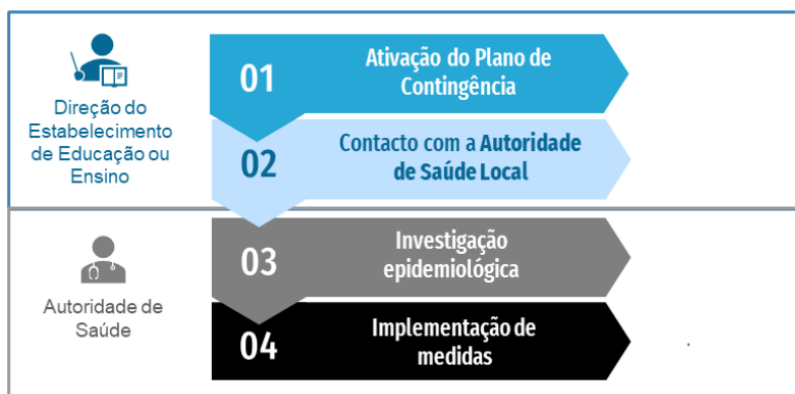 Direção do
Estabelecimento
de Educação ou
Ensino
01
Ativação do Plano de
Contingência
02
Contacto com a Autoridade
de Saúde Local
Autoridade de
Saúde
03
Investigação
epidemiológica
04
Implementação de
medidas